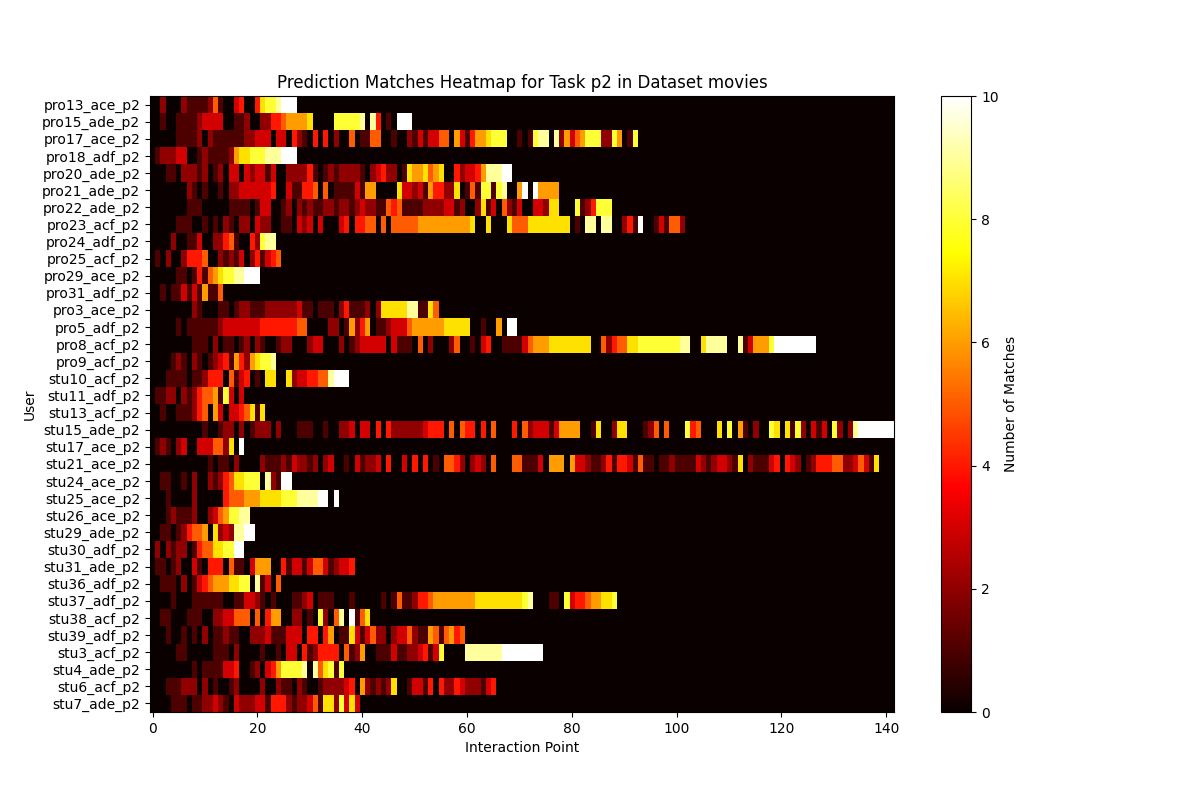 Prediction Matches Heatmap for Task p2 in Dataset movies
pro13_ace_p2
pro15_ade_p2
pro17_ace_p2
pro18_adf_p2
pro20_ade_p2
pro21_ade_p2
pro22_ade_p2
pro23_acf_p2
pro24_adf_p2
pro25_acf_p2
pro29_ace_p2
pro31_adf_p2
pro3_ace_p2
pro5_adf_p2
pro8_acf_p2
pro9_acf_p2
stu10_acf_p2
stu11_adf_p2
stu13_acf_p2
stu15_ade_p2
stu17_ace_p2
stu21_ace_p2
stu24_ace_p2
stu25_ace_p2
stu26_ace_p2
stu29_ade_p2
stu30_adf_p2
stu31_ade_p2
stu36_adf_p2
stu37_adf_p2
stu38_acf_p2
stu39_adf_p2
stu3_acf_p2
stu4_ade_p2
stu6_acf_p2
stu7_ade_p2
User
0 20 40 60 80 100 120 140
Interaction Point
10
8
6
4
2
0
Number of Matches